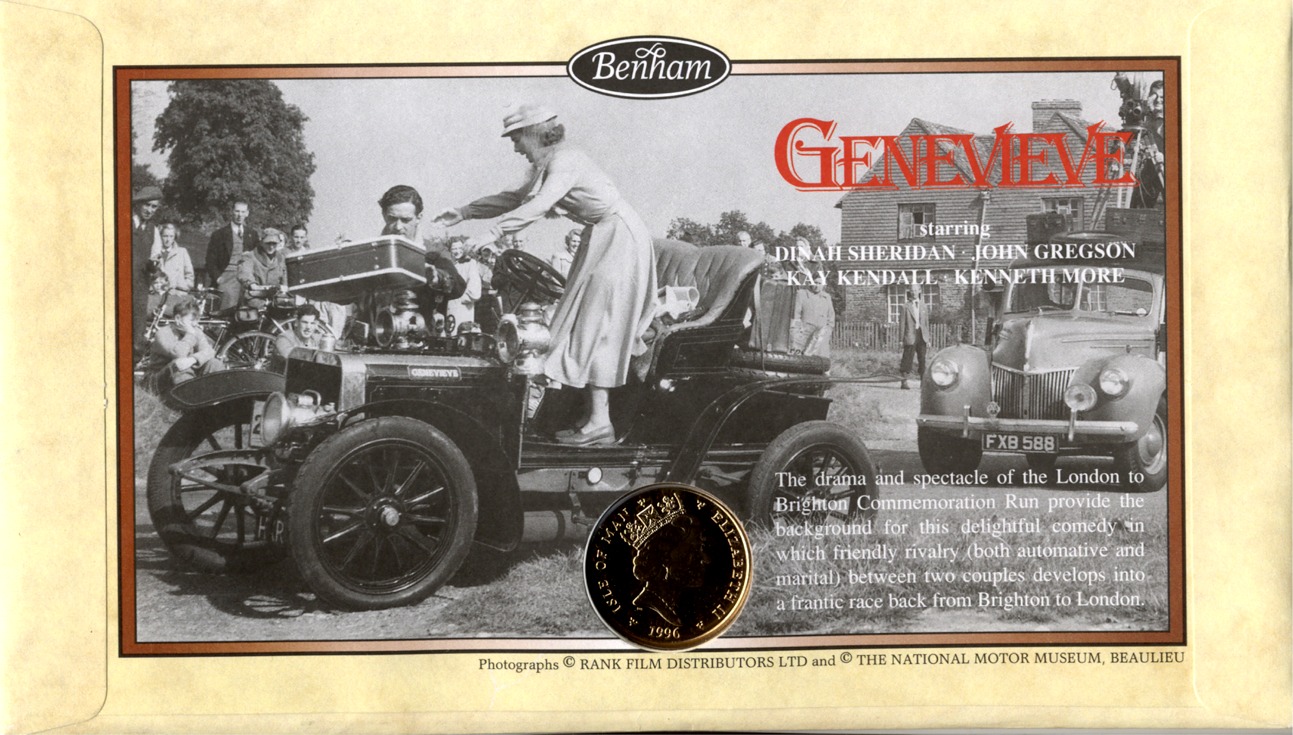 Benham
GENEVIEVE
starring
DINAH SHERIDAN · JOHN GREGSON
KAY KENDALL · KENNETH MORE
GENEVIEVE
FXB 588
The drama and spectacle of the London to
Brighton Commemoration Run provide the
background for this delightful comedy in
which friendly rivalry (both automative and
marital) between two couples develops into
a frantic race back from Brighton to London.
ISLE OF MAN
ELIZABETH II
1996
Photographs © RANK FILM DISTRIBUTORS LTD and © THE NATIONAL MOTOR MUSEUM, BEAULIEU